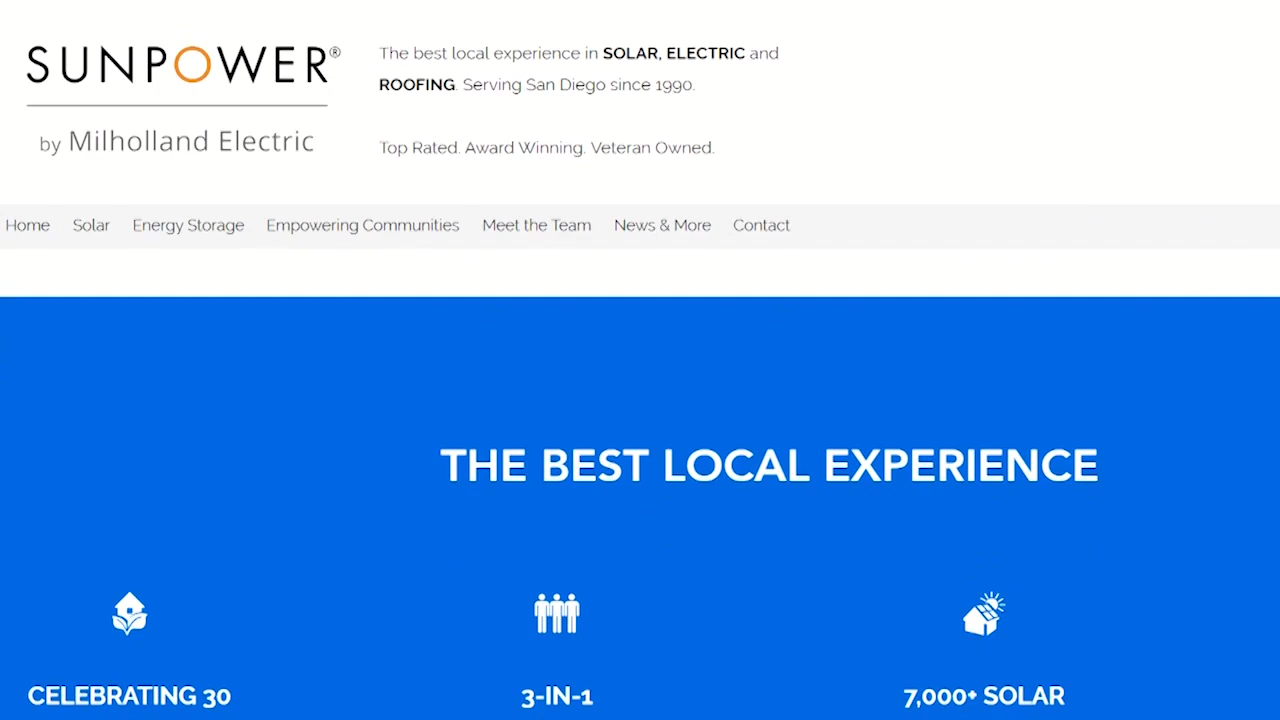 SUNPOWER®
by Milholland Electric
The best local experience in SOLAR, ELECTRIC and
ROOFING. Serving San Diego since 1990.
Top Rated. Award Winning. Veteran Owned.
Home Solar Energy Storage Empowering Communities Meet the Team News & More Contact
THE BEST LOCAL EXPERIENCE
CELEBRATING 30 3-IN-1 7,000+ SOLAR